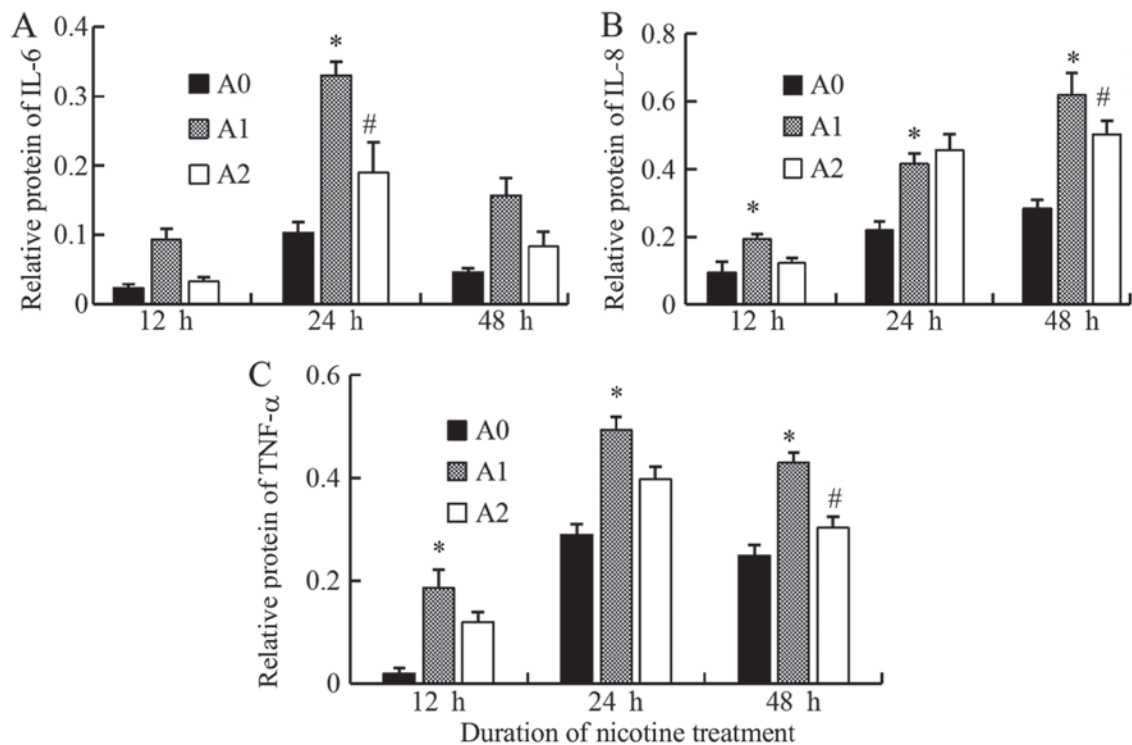 A
Relative protein of IL-6
0.4
0.3
0.2
0.1
0
A0
A1
A2
*
#
12 h
24 h
48 h
B
Relative protein of IL-8
0.8
0.6
0.4
0.2
0
A0
A1
A2
*
*
*
#
12 h
24 h
48 h
C
Relative protein of TNF-α
0.6
0.4
0.2
0
A0
A1
A2
*
*
*
#
12 h
24 h
48 h
Duration of nicotine treatment